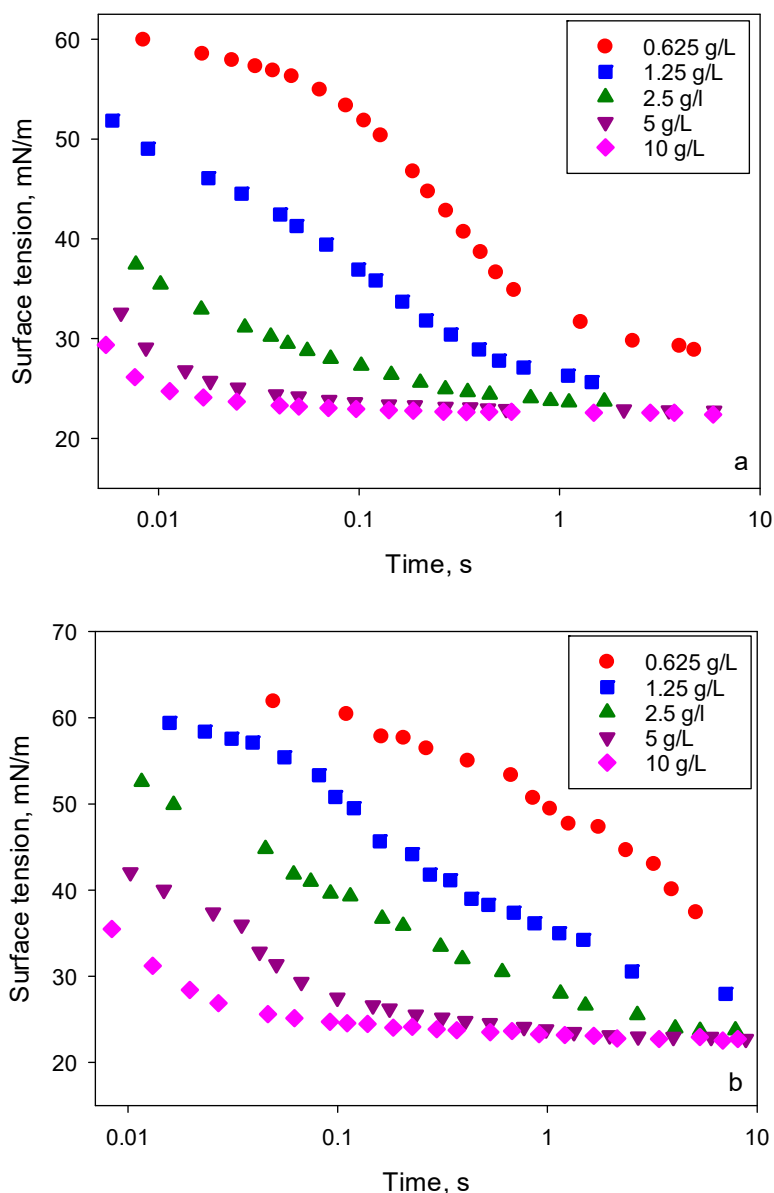 60
50
40
30
20
Surface tension, mN/m
0.625 g/L
1.25 g/L
2.5 g/l
5 g/L
10 g/L
a
0.01
0.1
1
10
Time, s
70
60
50
40
30
20
Surface tension, mN/m
0.625 g/L
1.25 g/L
2.5 g/l
5 g/L
10 g/L
b
0.01
0.1
1
10
Time, s